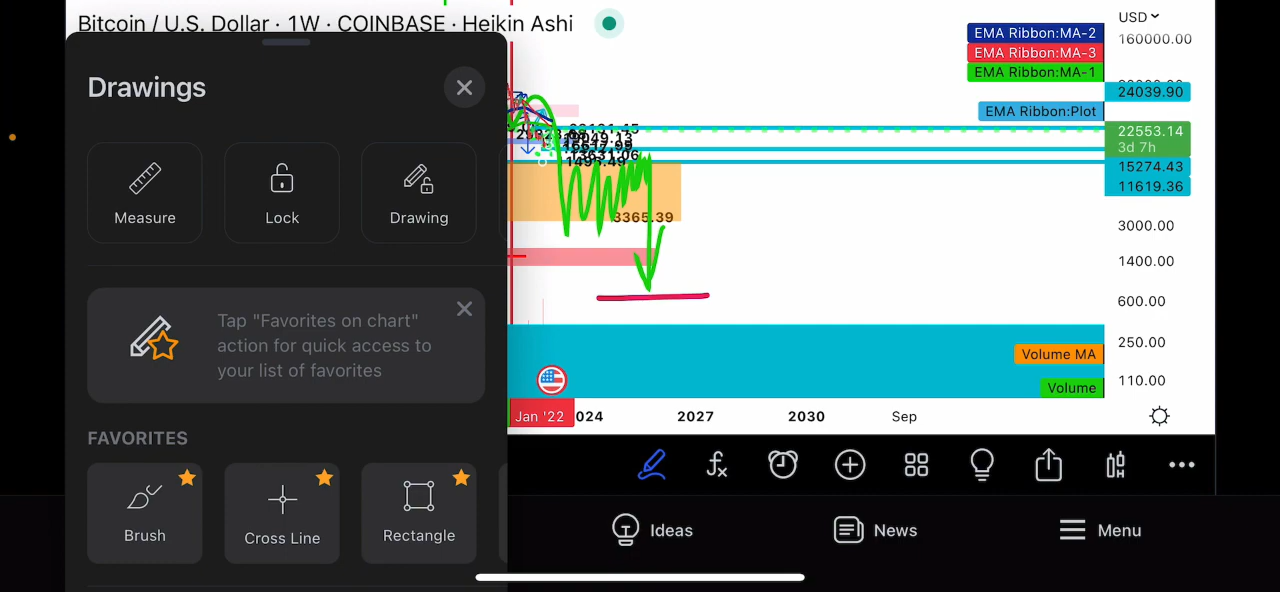 Bitcoin / U.S. Dollar · 1W · COINBASE · Heikin Ashi
USD
160000.00
EMA Ribbon:MA-2
EMA Ribbon:MA-3
EMA Ribbon:MA-1
24039.90
EMA Ribbon:Plot
22553.14
3d 7h
15274.43
11619.36
13631.06
3365.39
3000.00
1400.00
600.00
250.00
110.00
Volume MA
Volume
Jan '22
024
2027
2030
Sep
Drawings
Measure
Lock
Drawing
Tap "Favorites on chart"
action for quick access to
your list of favorites
FAVORITES
Brush
Cross Line
Rectangle
Ideas
News
Menu